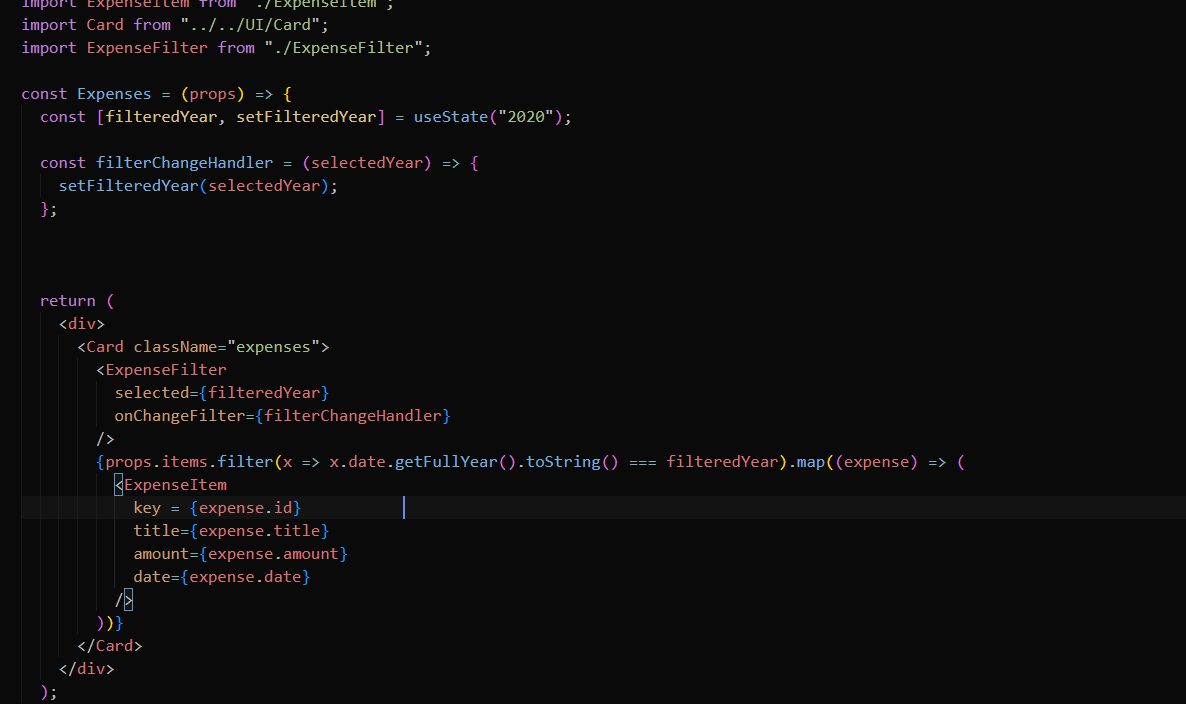 import ExpenseItem from "./ExpenseItem";
import Card from "../../UI/Card";
import ExpenseFilter from "./ExpenseFilter";
const Expenses = (props) => {
const [filteredYear, setFilteredYear] = useState("2020");
const filterChangeHandler = (selectedYear) => {
setFilteredYear(selectedYear);
};
return (
<div>
<Card className="expenses">
<ExpenseFilter
selected={filteredYear}
onChangeFilter={filterChangeHandler}
/>
{props.items.filter(x => x.date.getFullYear().toString() === filteredYear).map((expense) => (
<ExpenseItem
key = {expense.id}
title={expense.title}
amount={expense.amount}
date={expense.date}
/>
))}
</Card>
</div>
);